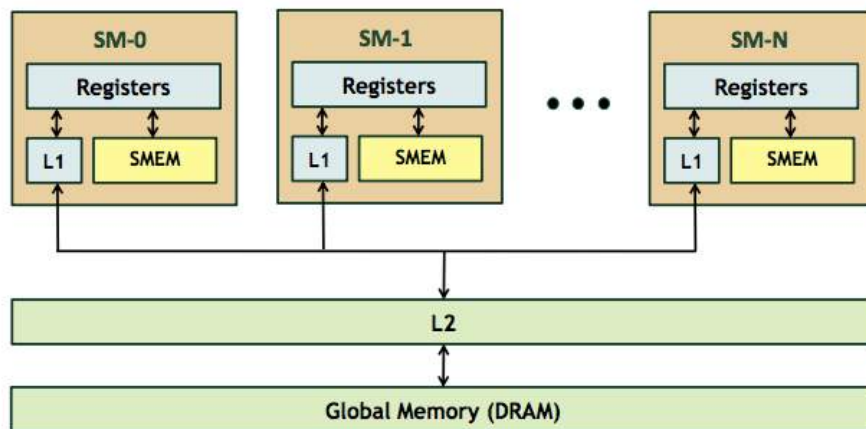 SM-0
SM-1
SM-N
Registers
Registers
Registers
L1
SMEM
L1
SMEM
L1
SMEM
L2
Global Memory (DRAM)